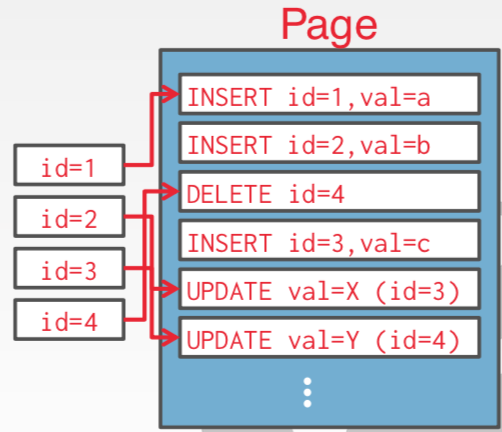 Page
INSERT id=1,val=a
INSERT id=2,val=b
id=1
DELETE id=4
id=2
INSERT id=3,val=c
id=3
UPDATE val=X (id=3)
id=4
UPDATE val=Y (id=4)